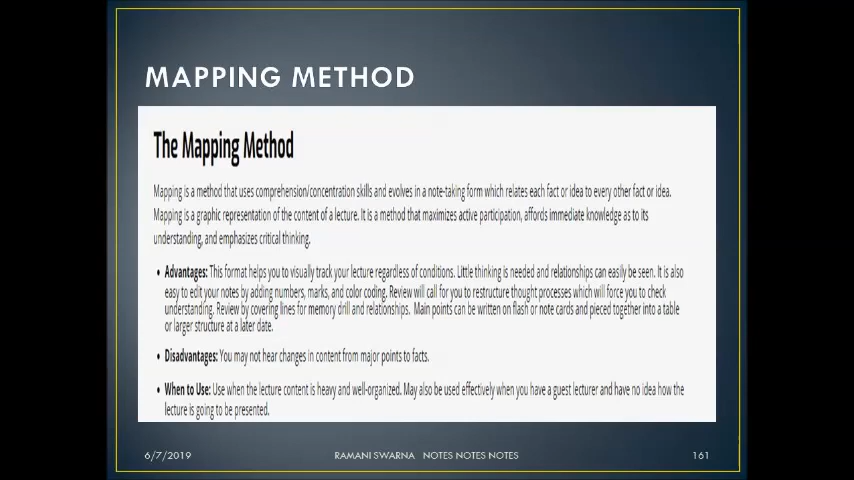 MAPPING METHOD
The Mapping Method
Mapping is a method that uses comprehension/concentration skills and evolves in a note-taking form which relates each fact or idea to every other fact or idea.
Mapping is a graphic representation of the content of a lecture. It is a method that maximizes active participation, affords immediate knowledge as to its
understanding, and emphasizes critical thinking.
• Advantages: This format helps you to visually track your lecture regardless of conditions. Little thinking is needed and relationships can easily be seen. It is also
easy to edit your notes by adding numbers, marks, and color coding. Review will call for you to restructure thought processes which will force you to check
understanding. Review by covering lines for memory drill and relationships. Main points can be written on flash or note cards and pieced together into a table
or larger structure at a later date.
• Disadvantages: You may not hear changes in content from major points to facts.
• When to Use: Use when the lecture content is heavy and well-organized. May also be used effectively when you have a guest lecturer and have no idea how the
lecture is going to be presented.
6/7/2019 RAMANI SWARNA NOTES NOTES NOTES 161